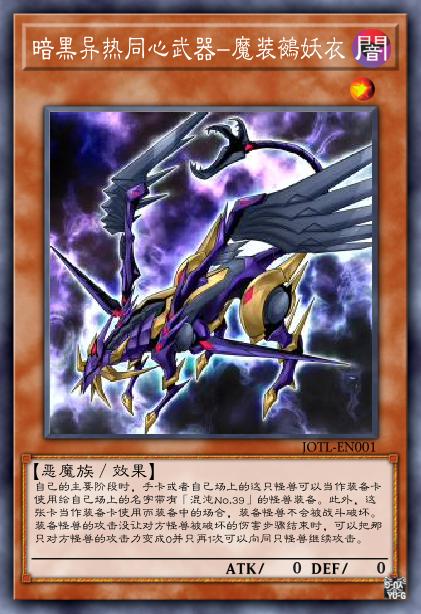 暗黑异热同心武器-魔装鵺妖衣
闇
JOTL-EN001
【恶魔族/效果】
自己的主要阶段时，手卡或者自己场上的这只怪兽可以当作装备卡
使用给自己场上的名字带有「混沌No.39」的怪兽装备。此外，这
张卡当作装备卡使用而装备中的场合，装备怪兽不会被战斗破坏。
装备怪兽的攻击没让对方怪兽被破坏的伤害步骤结束时，可以把那
只对方怪兽的攻击力变成0并只再1次可以向同只怪兽继续攻击。
ATK/ 0 DEF/ 0